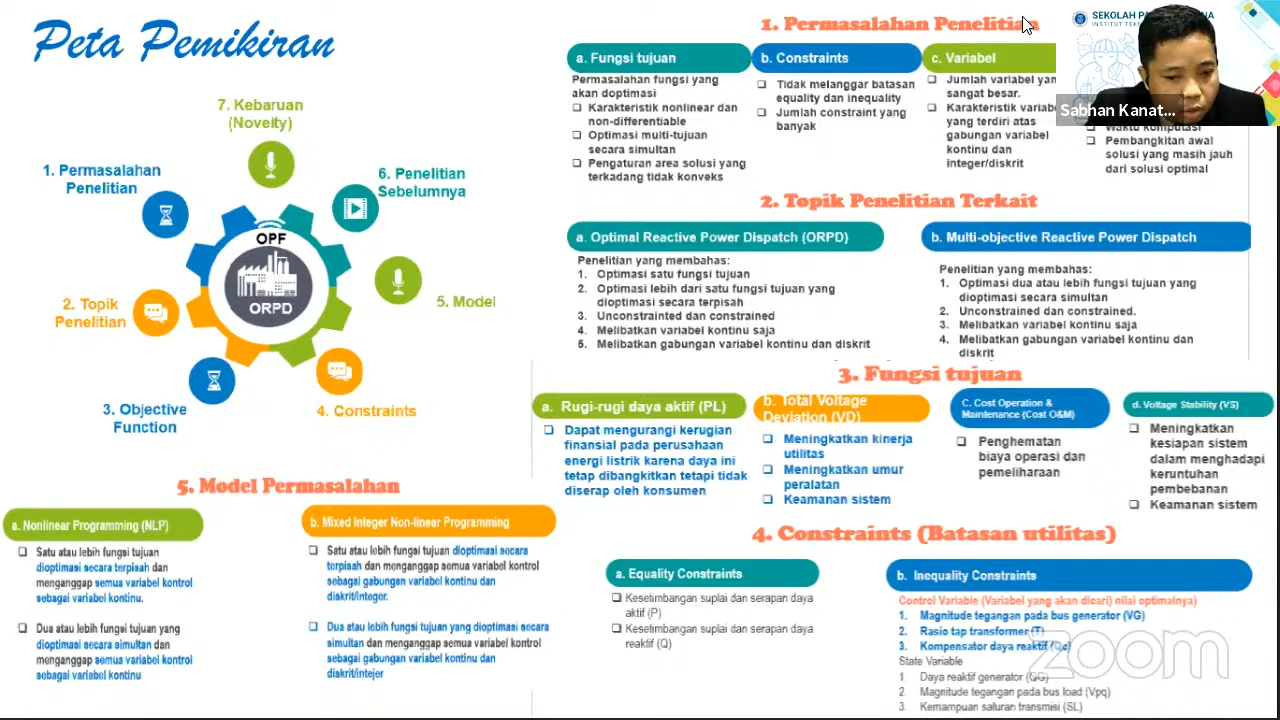 Peta Pemikiran
7. Kebaruan
(Novelty)
1. Permasalahan
Penelitian
6. Penelitian
Sebelumnya
OPF
ORPD
2. Topik
Penelitian
5. Model
3. Objective
Function
4. Constraints
1. Permasalahan Penelitian
SEKOLAH
INSTITUT
Sabhan Kanat...
a. Fungsi tujuan
Permasalahan fungsi yang
akan doptimasi
Karakteristik nonlinear dan
non-differentiable
Optimasi multi-tujuan
secara simultan
Pengaturan area solusi yang
terkadang tidak konveks
b. Constraints
Tidak melanggar batasan
equality dan inequality
Jumlah constraint yang
banyak
c. Variabel
Jumlah variabel yan
sangat besar.
Karakteristik variabe
yang terdiri atas
gabungan variabel
kontinu dan
integer/diskrit
Waktu komputasi
Pembangkitan awal
solusi yang masih jauh
dari solusi optimal
2. Topik Penelitian Terkait
a. Optimal Reactive Power Dispatch (ORPD)
Penelitian yang membahas:
1. Optimasi satu fungsi tujuan
2. Optimasi lebih dari satu fungsi tujuan yang
dioptimasi secara terpisah
3. Unconstrainted dan constrained
4. Melibatkan variabel kontinu saja
5. Melibatkan gabungan variabel kontinu dan diskrit
b. Multi-objective Reactive Power Dispatch
Penelitian yang membahas:
1. Optimasi dua atau lebih fungsi tujuan yang
dioptimasi secara simultan
2. Unconstrained dan constrained.
3. Melibatkan variabel kontinu saja
4. Melibatkan gabungan variabel kontinu dan
diskrit
3. Fungsi tujuan
a. Rugi-rugi daya aktif (PL)
Dapat mengurangi kerugian
finansial pada perusahaan
energi listrik karena daya ini
tetap dibangkitkan tetapi tidak
diserap oleh konsumen
b. Total Voltage
Deviation (VD)
Meningkatkan kinerja
utilitas
Meningkatkan umur
peralatan
Keamanan sistem
C. Cost Operation &
Maintenance (Cost O&M)
Penghematan
biaya operasi dan
pemeliharaan
d. Voltage Stability (VS)
Meningkatkan
kesiapan sistem
dalam menghadapi
keruntuhan
pembebanan
Keamanan sistem
5. Model Permasalahan
a. Nonlinear Programming (NLP)
Satu atau lebih fungsi tujuan
dioptimasi secara terpisah dan
menganggap semua variabel kontrol
sebagai variabel kontinu.
Dua atau lebih fungsi tujuan yang
dioptimasi secara simultan dan
menganggap semua variabel kontrol
sebagai variabel kontinu
b. Mixed Integer Non-linear Programming
Satu atau lebih fungsi tujuan dioptimasi secara
terpisah dan menganggap semua variabel kontrol
sebagai gabungan variabel kontinu dan
diskrit/integer.
Dua atau lebih fungsi tujuan yang dioptimasi secara
simultan dan menganggap semua variabel kontrol
sebagai gabungan variabel kontinu dan
diskrit/intejer
4. Constraints (Batasan utilitas)
a. Equality Constraints
Kesetimbangan suplai dan serapan daya
aktif (P)
Kesetimbangan suplai dan serapan daya
reaktif (Q)
b. Inequality Constraints
Control Variable (Variabel yang akan dicari) nilai optimalnya)
1. Magnitude tegangan pada bus generator (VG)
2. Rasio tap transformer (T)
3. Kompensator daya reaktif (Qc)
State Variable
1. Daya reaktif generator (QG)
2. Magnitude tegangan pada bus load (Vpq)
3. Kemampuan saluran transmisi (SL)
zoom